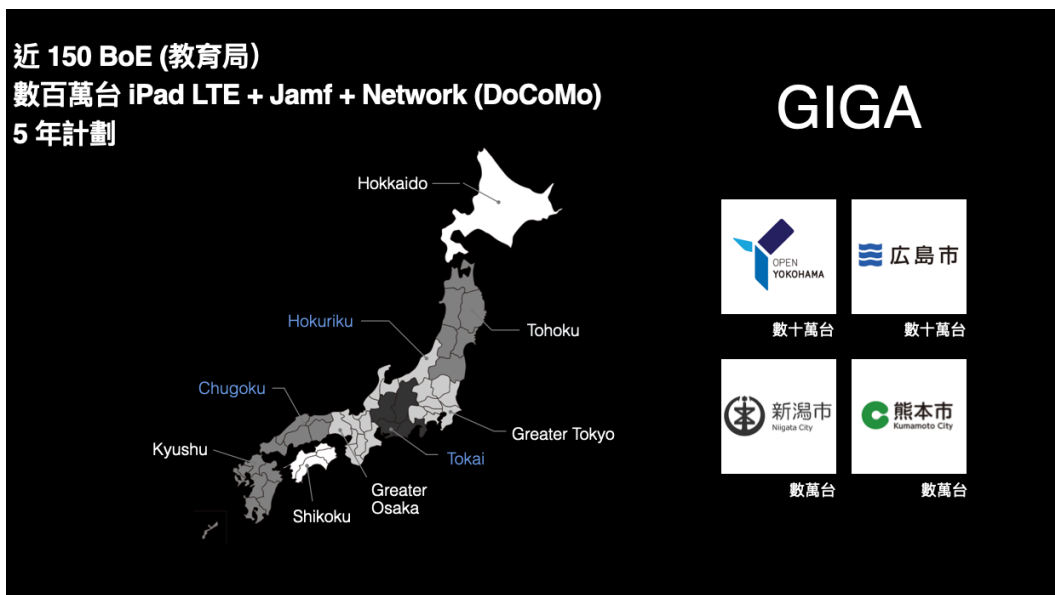 近 150 BoE (教育局）
數百萬台 iPad LTE + Jamf + Network (DoCoMo)
5 年計劃
GIGA
Hokkaido
Hokuriku
Tohoku
Chugoku
Kyushu
Greater Tokyo
Tokai
Greater
Osaka
Shikoku
OPEN
YOKOHAMA
数十萬台
広島市
數十萬台
新潟市
Niigata City
數萬台
熊本市
Kumamoto City
數萬台